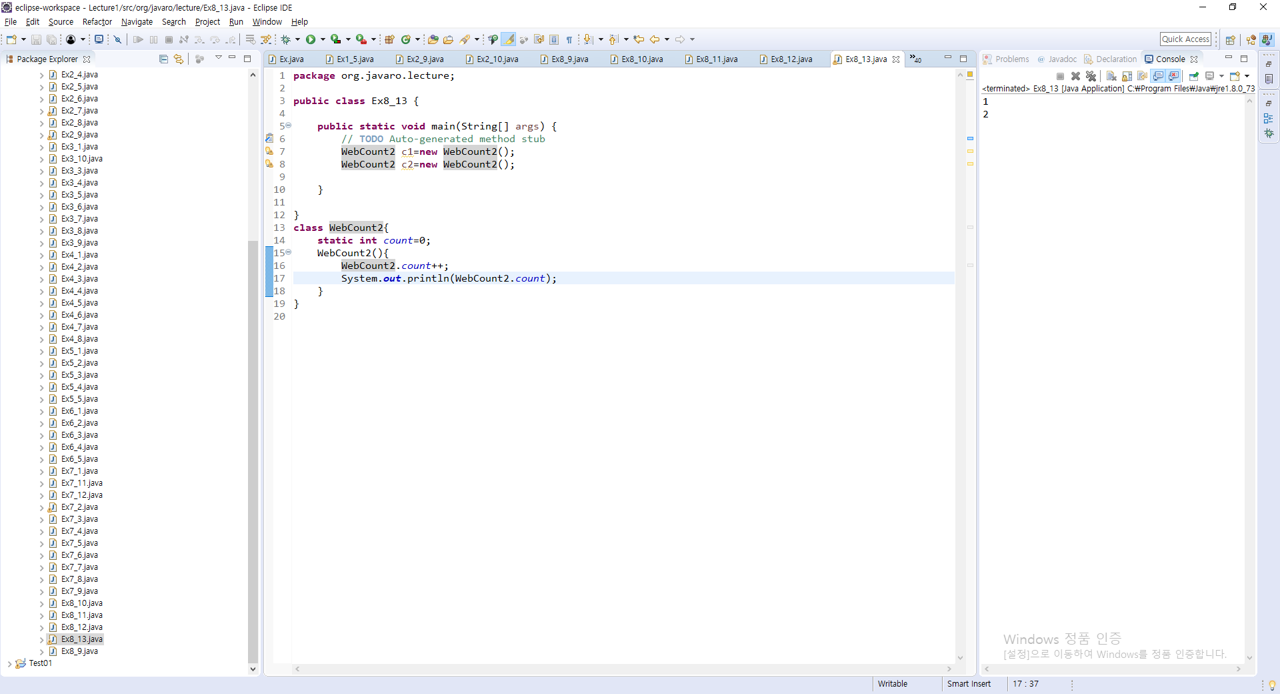 eclipse-workspace - Lecture1/src/org/javaro/lecture/Ex8_13.java - Eclipse IDE
File Edit Source Refactor Navigate Search Project Run Window Help
Quick Access
Package Explorer
Ex2_4.java
Ex2_5.java
Ex2_6.java
Ex2_7.java
Ex2_8.java
Ex2_9.java
Ex3_1.java
Ex3_10.java
Ex3_3.java
Ex3_4.java
Ex3_5.java
Ex3_6.java
Ex3_7.java
Ex3_8.java
Ex3_9.java
Ex4_1.java
Ex4_2.java
Ex4_3.java
Ex4_4.java
Ex4_5.java
Ex4_6.java
Ex4_7.java
Ex4_8.java
Ex5_1.java
Ex5_2.java
Ex5_3.java
Ex5_4.java
Ex5_5.java
Ex6_1.java
Ex6_2.java
Ex6_3.java
Ex6_4.java
Ex6_5.java
Ex7_1.java
Ex7_11.java
Ex7_12.java
Ex7_2.java
Ex7_3.java
Ex7_4.java
Ex7_5.java
Ex7_6.java
Ex7_7.java
Ex7_8.java
Ex7_9.java
Ex8_10.java
Ex8_11.java
Ex8_12.java
Ex8_13.java
Ex8_9.java
Test01
Ex.java Ex1_5.java Ex2_9.java Ex2_10.java Ex8_9.java Ex8_10.java Ex8_11.java Ex8_12.java Ex8_13.java »40
1 package org.javaro.lecture;
2
3 public class Ex8_13 {
4
5 public static void main(String[] args) {
6 // TODO Auto-generated method stub
7 WebCount2 c1=new WebCount2();
8 WebCount2 c2=new WebCount2();
9
10 }
11
12 }
13 class WebCount2{
14 static int count=0;
15 WebCount2(){
16 WebCount2.count++;
17 System.out.println(WebCount2.count);
18 }
19 }
20
Problems Javadoc Declaration Console
<terminated> Ex8_13 [Java Application] C:₩Program Files₩Java₩jre1.8.0_73
1
2
Windows 정품 인증
[설정]으로 이동하여 Windows를 정품 인증합니다.
Writable Smart Insert 17 : 37